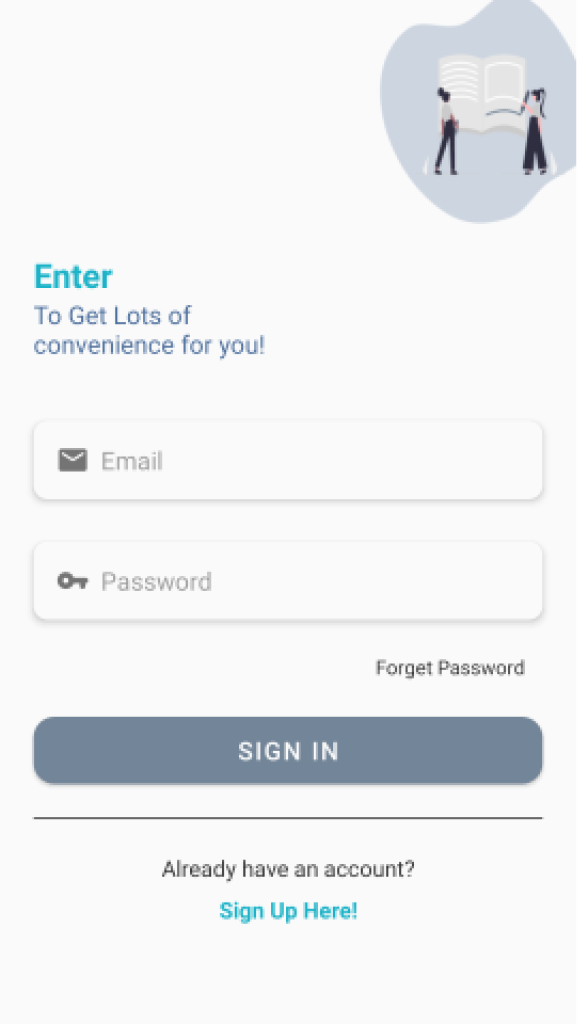 Enter
To Get Lots of
convenience for you!
Email
Password
Forget Password
SIGN IN
Already have an account?
Sign Up Here!